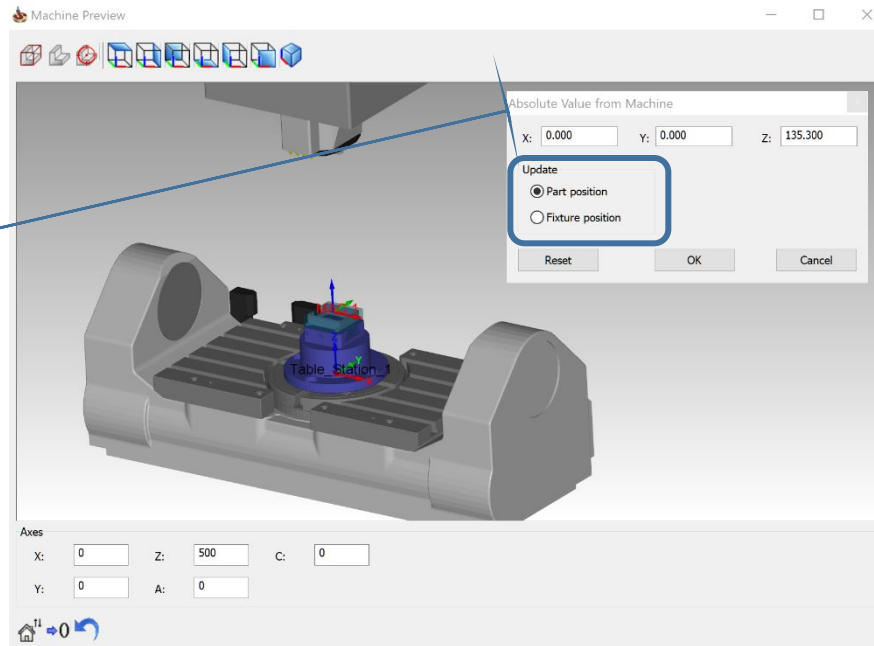 Machine Preview
Absolute Value from Machine
X: 0.000 Y: 0.000 Z: 135.300
Update
Part position
Fixture position
Reset OK Cancel
Z
Y
X
Table_Station_1
Axes
X: 0 Z: 500 C: 0
Y: 0 A: 0
0